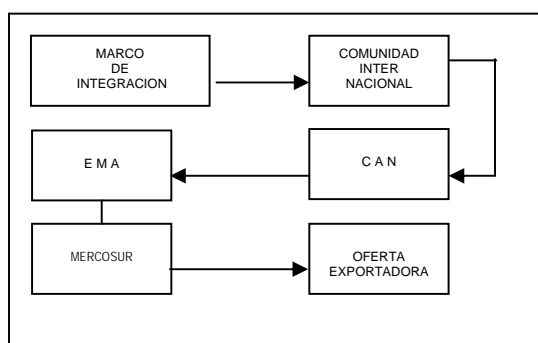 MARCO
DE
INTEGRACION
COMUNIDAD
INTER
NACIONAL
E M A
C A N
MERCOSUR
OFERTA
EXPORTADORA